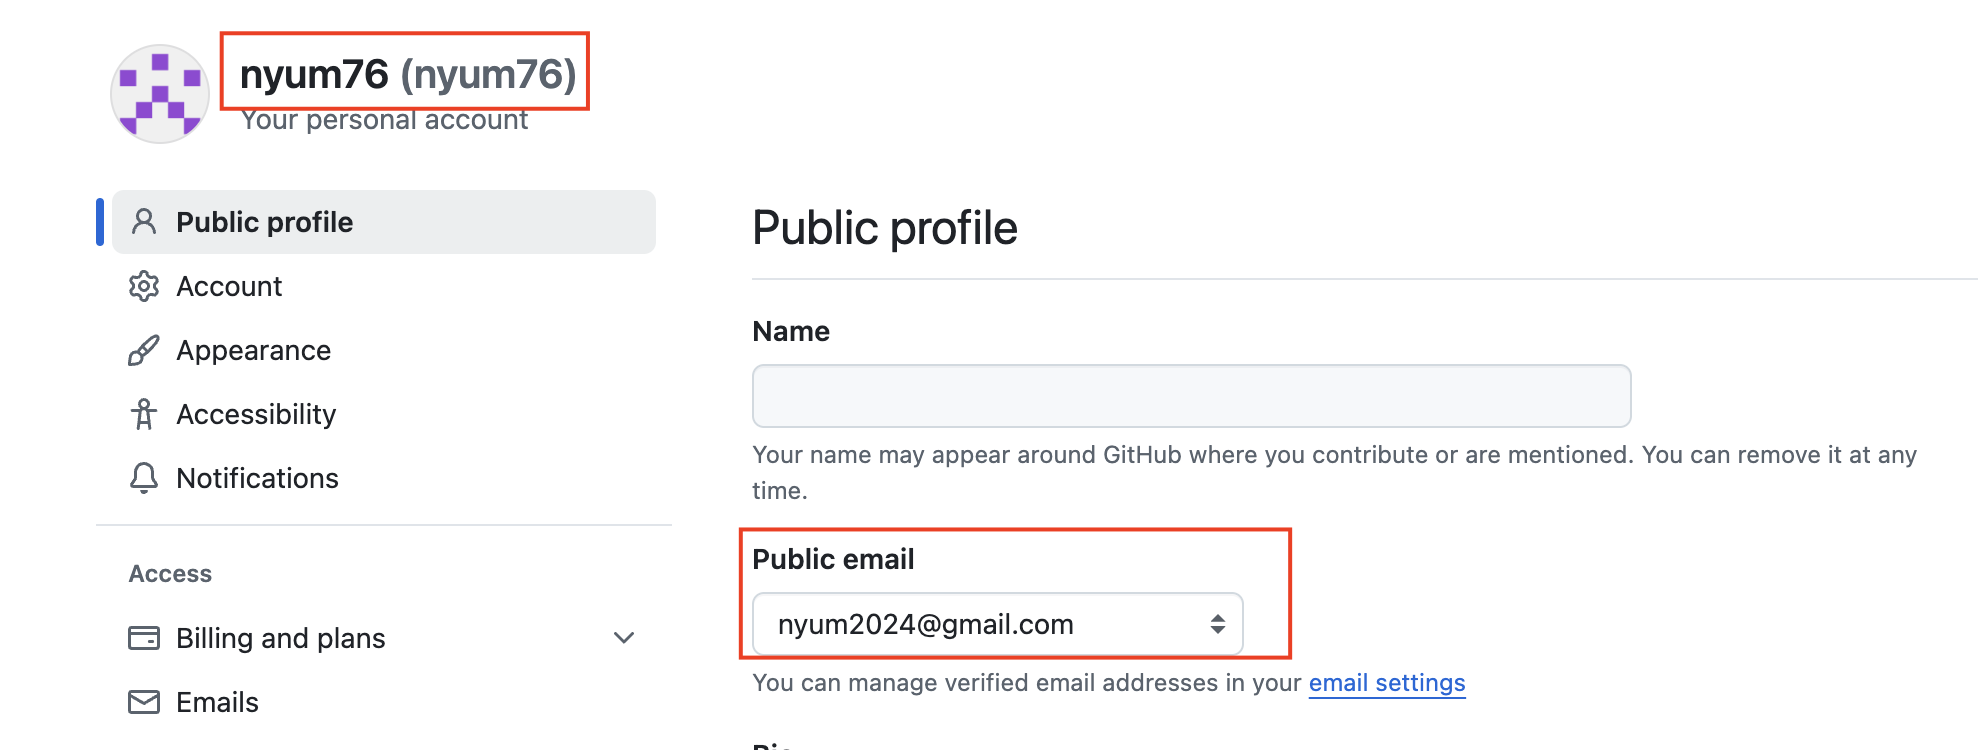 nyum76 (nyum76)
Your personal account
Public profile
Account
Appearance
Accessibility
Notifications
Access
Billing and plans
Emails
Public profile
Name
Your name may appear around GitHub where you contribute or are mentioned. You can remove it at any
time.
Public email
nyum2024@gmail.com
You can manage verified email addresses in your email settings